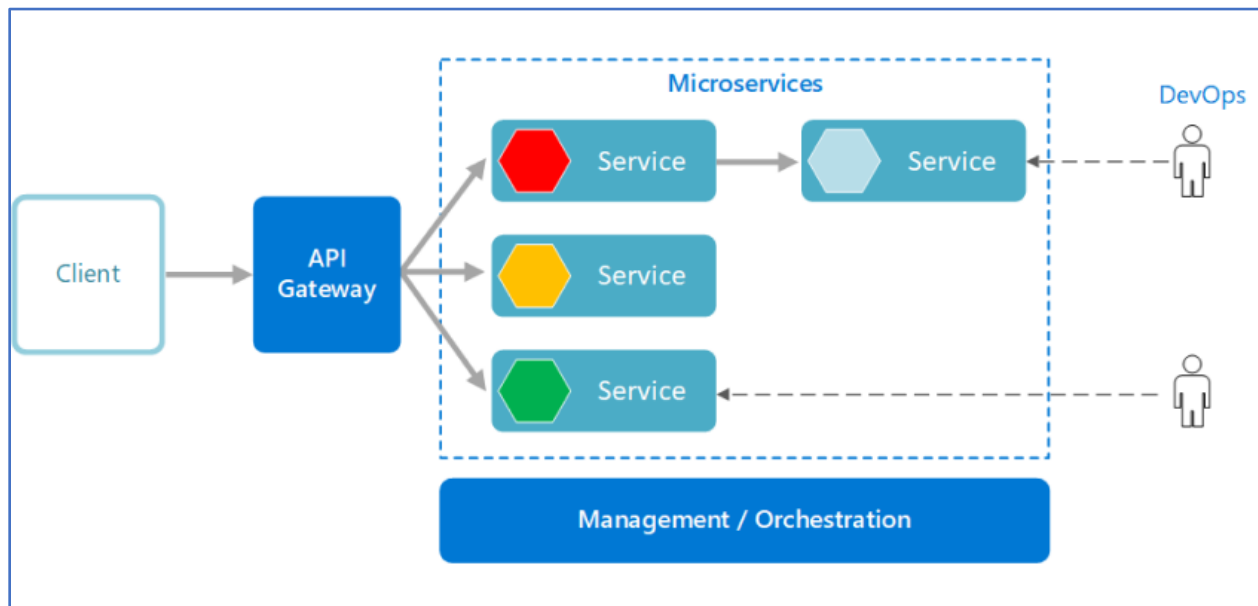 Microservices
DevOps
Service
Service
Client
API
Gateway
Service
Service
Management / Orchestration